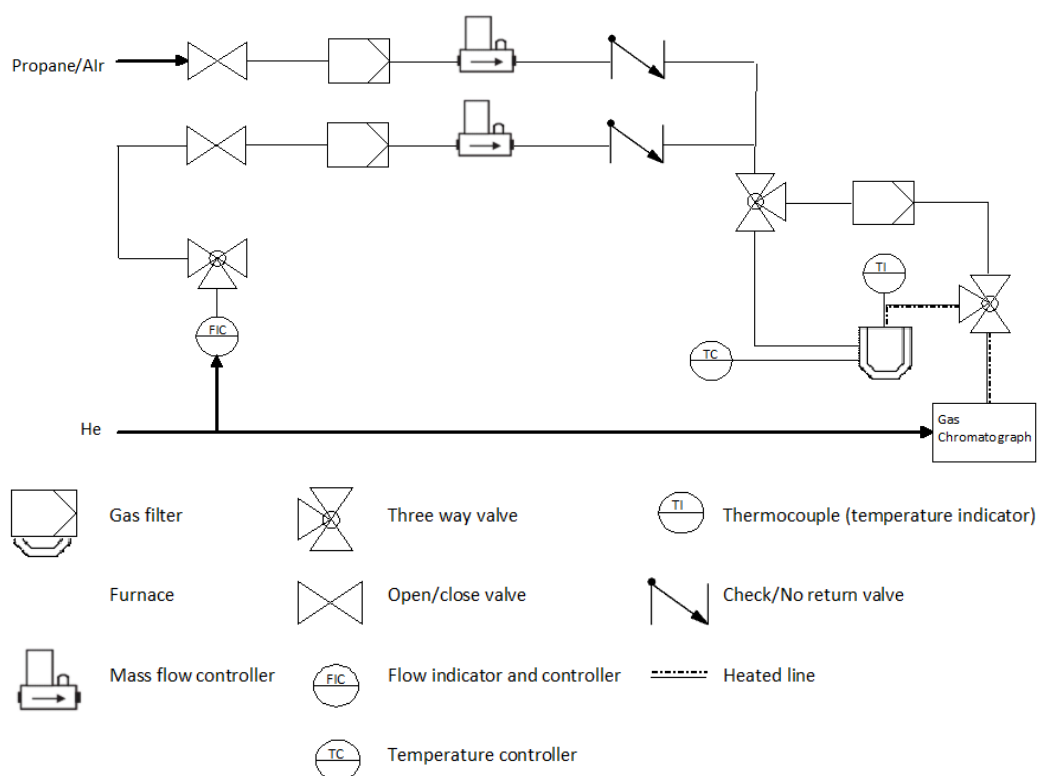 Propane/AIr
TI
FIC
TC
He
Gas
Chromatograph
Gas filter
Three way valve
TI
Thermocouple (temperature indicator)
Furnace
Open/close valve
Check/No return valve
Mass flow controller
FIC
Flow indicator and controller
Heated line
TC
Temperature controller